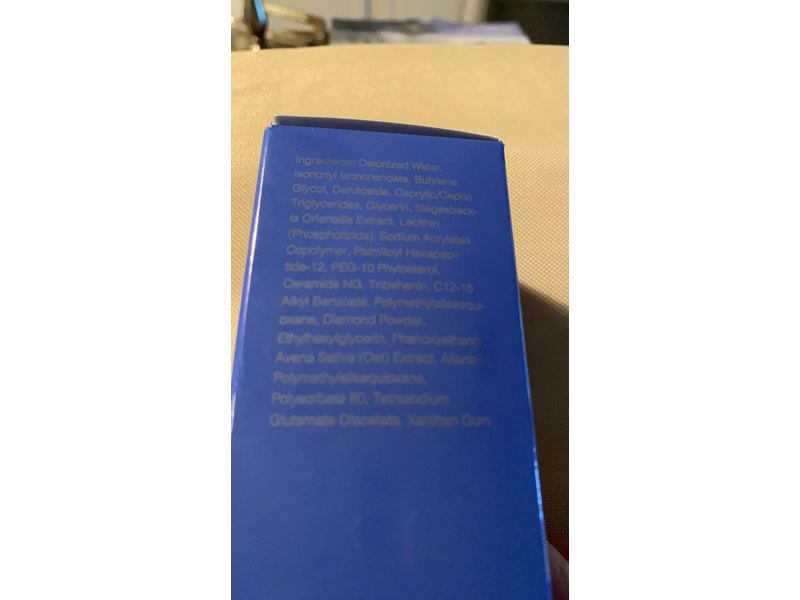 Ingredients: Deionized Water,
Isononyl Isononanoate, Butylene
Glycol, Darutoside, Caprylic/Capric
Triglycerides, Glycerin, Siegesbeck-
ia Orientalis Extract, Lecithin
(Phospholipids), Sodium Acrylates
Copolymer, Palmitoyl Hexapep-
tide-12, PEG-10 Phytosterol,
Ceramide NG, Tribehenin, C12-15
Alkyl Benzoate, Polymethylsilsesqui-
oxane, Diamond Powder,
Ethylhexylglycerin, Phenoxyethano
Avena Sativa (Oat) Extract,
Polymethylsilsequioxane,
Polysorbate 60, Tetrasodium
Glutamate Diacetate, Xanthan Gum